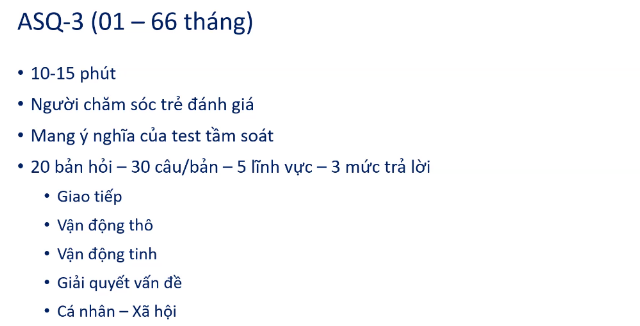 ASQ-3 (01 – 66 tháng)
• 10-15 phút
• Người chăm sóc trẻ đánh giá
• Mang ý nghĩa của test tầm soát
• 20 bản hỏi – 30 câu/bản – 5 lĩnh vực – 3 mức trả lời
• Giao tiếp
• Vận động thô
• Vận động tinh
• Giải quyết vấn đề
• Cá nhân – Xã hội